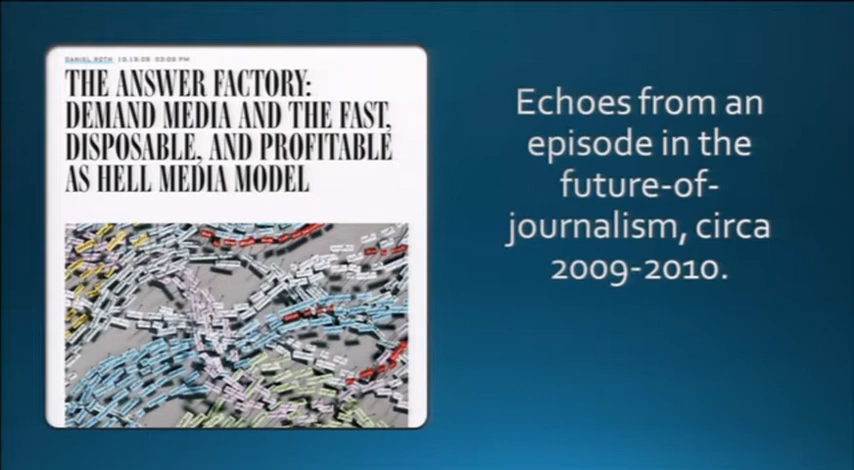 DANIEL ROTH 10.19.09 03:00 PM
THE ANSWER FACTORY:
DEMAND MEDIA AND THE FAST,
DISPOSABLE, AND PROFITABLE
AS HELL MEDIA MODEL
Echoes from an
episode in the
future-of-
journalism, circa
2009-2010.